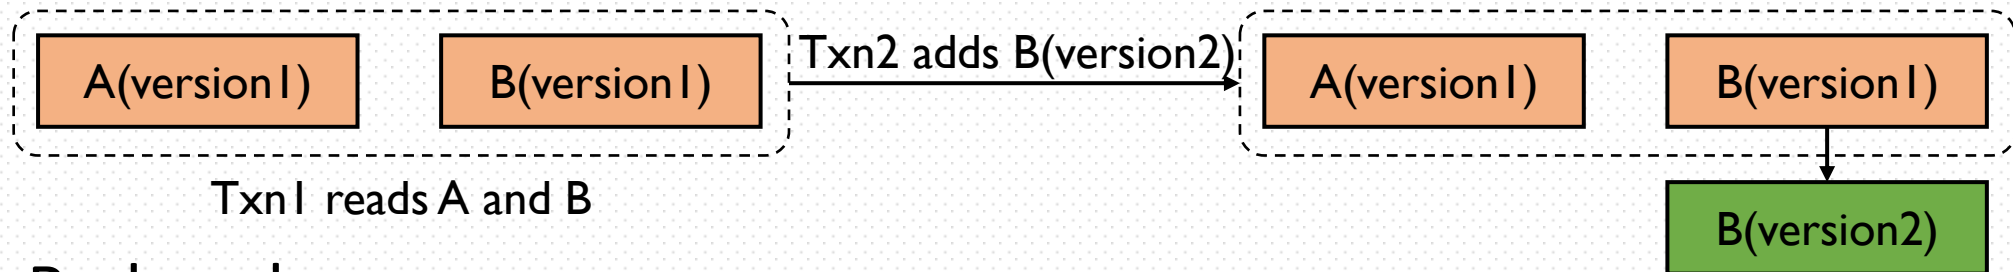 A(version1)
B(version1)
Txn2 adds B(version2)
A(version1)
B(version1)
Txn1 reads A and B
B(version2)